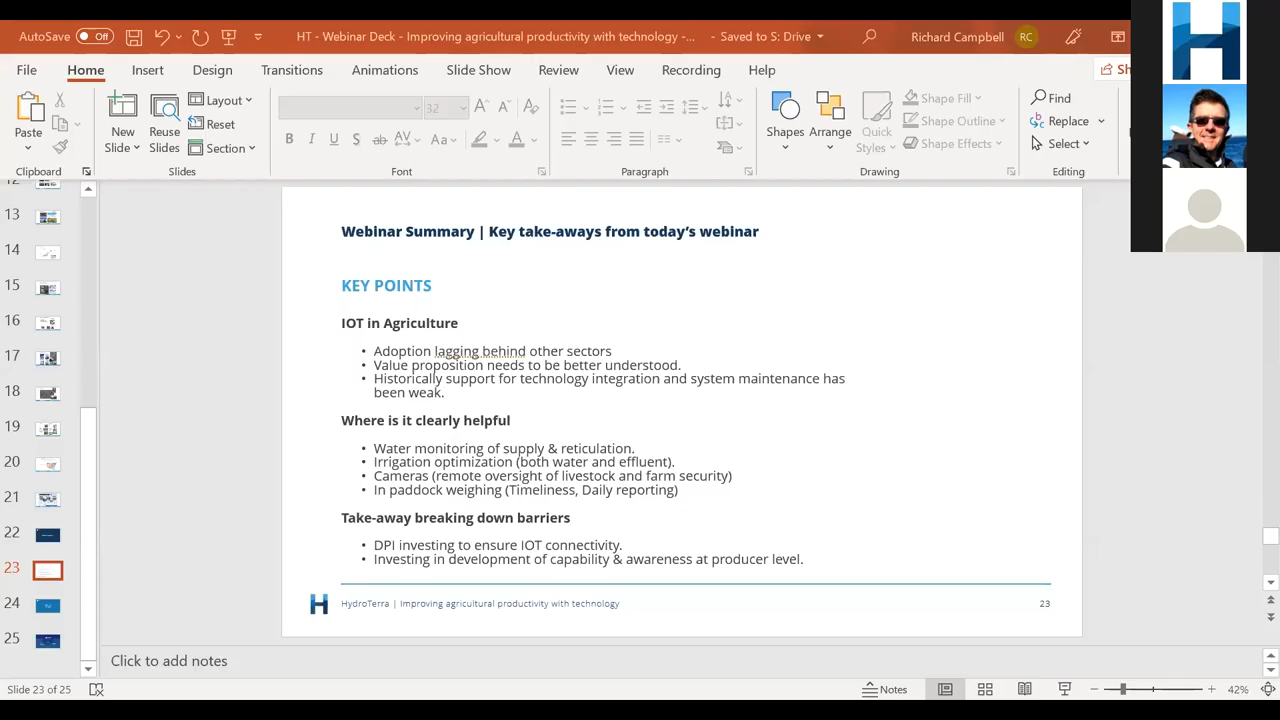 AutoSave Off
HT - Webinar Deck - Improving agricultural productivity with technology -... - Saved to S: Drive
Richard Campbell RC
File Home Insert Design Transitions Animations Slide Show Review View Recording Help Sh
Paste
New
Slide
Reuse
Slides
Layout
Reset
Section
32
B I U S ab AV Aa A
Shapes
Arrange
Quick
Styles
Shape Fill
Shape Outline
Shape Effects
Find
Replace
Select
Clipboard Slides Font Paragraph Drawing Editing
13
14
15
16
17
18
19
20
21
22
23
24
25
Webinar Summary | Key take-aways from today’s webinar
KEY POINTS
IOT in Agriculture
• Adoption lagging behind other sectors
• Value proposition needs to be better understood.
• Historically support for technology integration and system maintenance has
been weak.
Where is it clearly helpful
• Water monitoring of supply & reticulation.
• Irrigation optimization (both water and effluent).
• Cameras (remote oversight of livestock and farm security)
• In paddock weighing (Timeliness, Daily reporting)
Take-away breaking down barriers
• DPI investing to ensure IOT connectivity.
• Investing in development of capability & awareness at producer level.
H HydroTerra | Improving agricultural productivity with technology 23
Click to add notes
Slide 23 of 25
Notes
42%